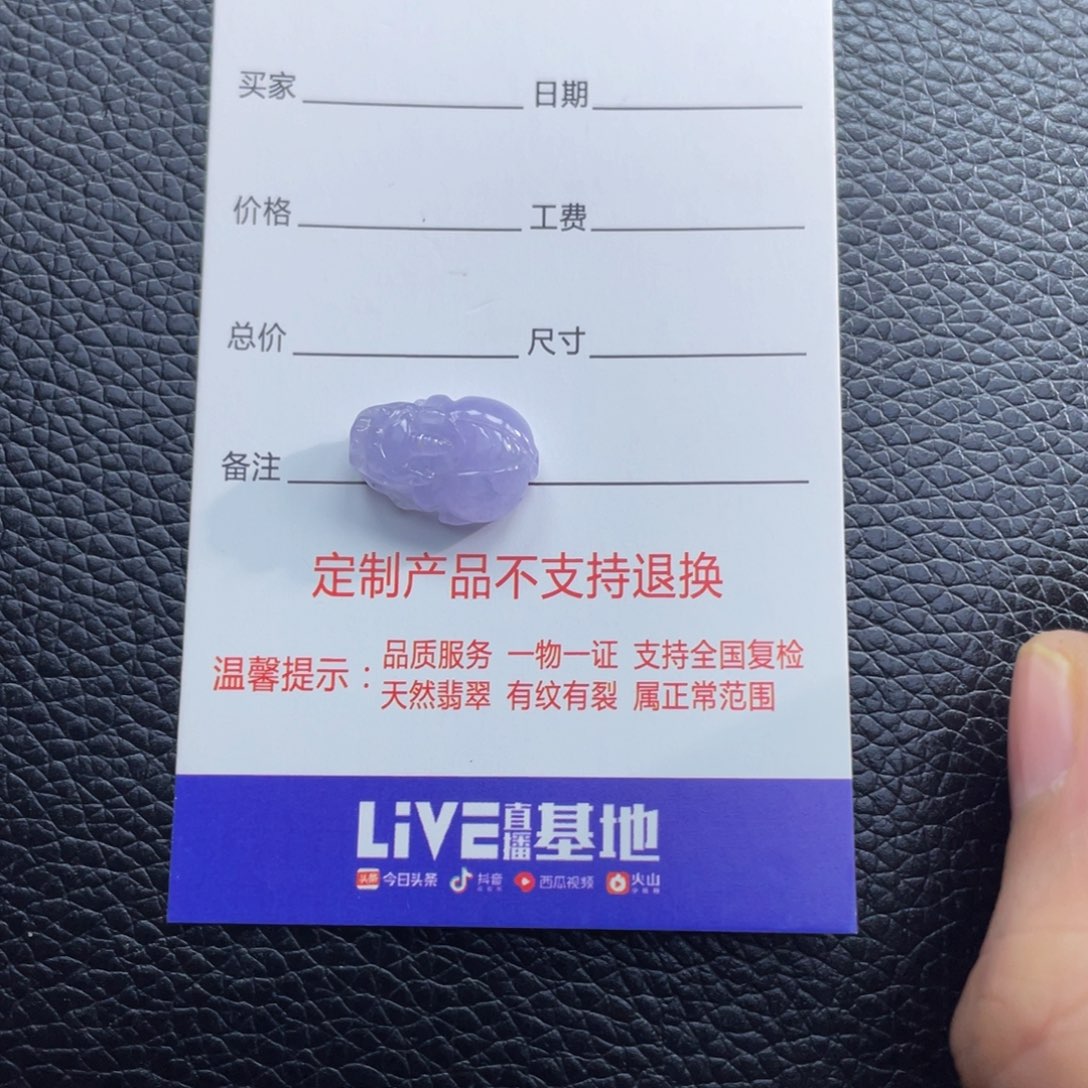 买家 日期
价格 工费
总价 尺寸
备注
定制产品不支持退换
温馨提示：品质服务 一物一证 支持全国复检
天然翡翠 有纹有裂 属正常范围
LiVE直播基地
头条 今日头条 抖音 西瓜视频 火山